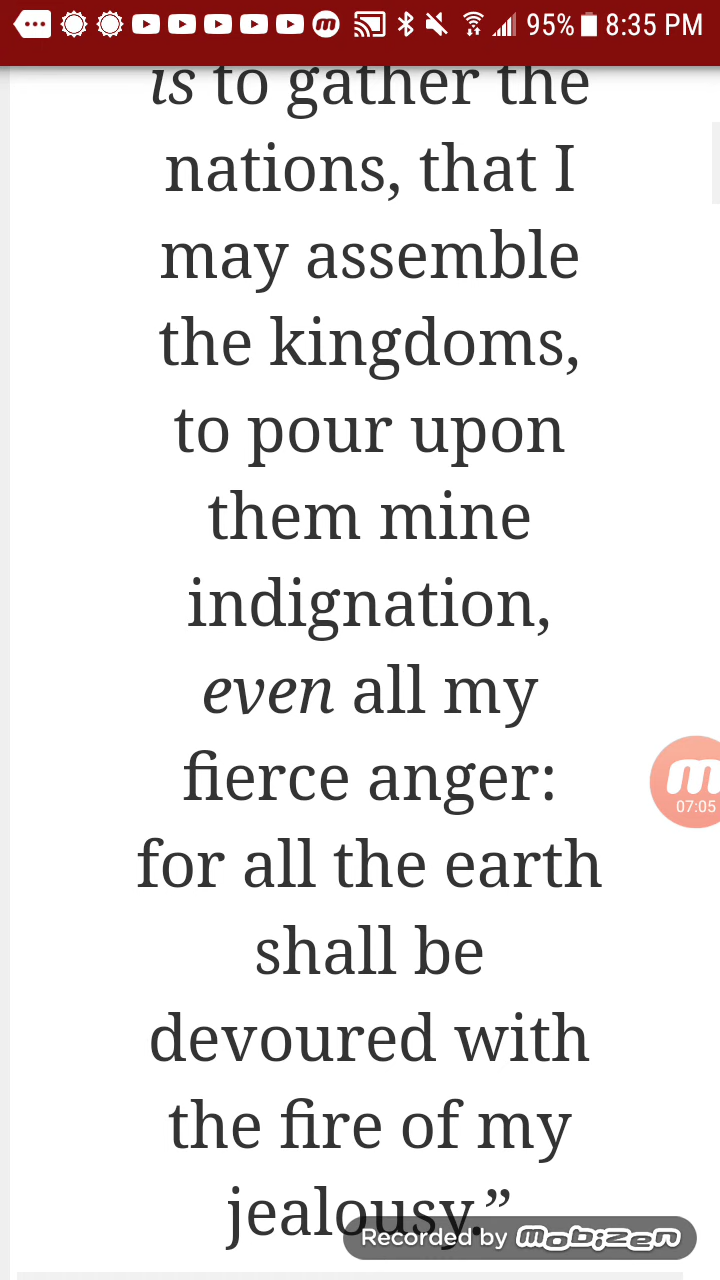 95% 8:35 PM
is to gather the
nations, that I
may assemble
the kingdoms,
to pour upon
them mine
indignation,
even all my
fierce anger:
for all the earth
shall be
devoured with
the fire of my
jealousy.”
m
07:05
Recorded by mobizen